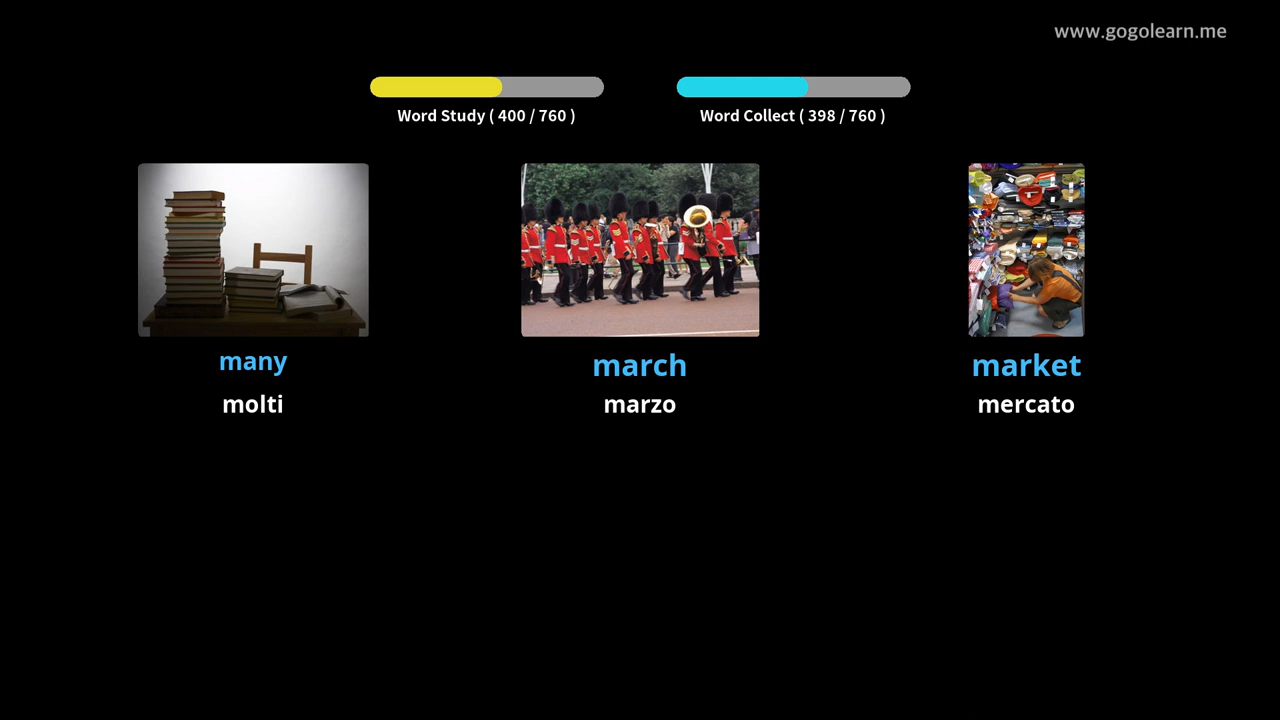 www.gogolearn.me
Word Study ( 400 / 760 )
Word Collect ( 398 / 760 )
many
march
market
molti
marzo
mercato